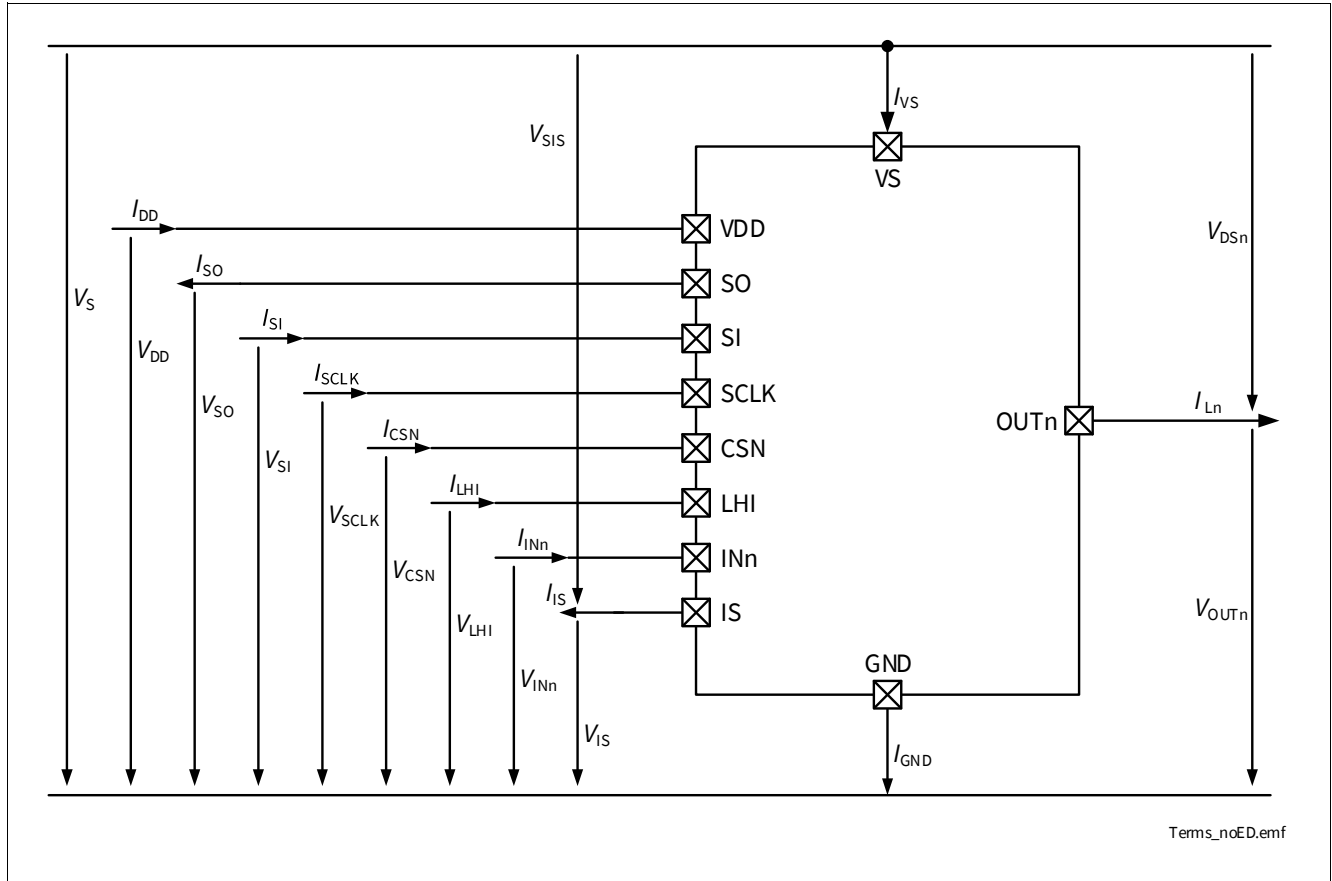 I_VS
V_SIS
VS
I_DD
VDD
V_DSn
I_SO
SO
V_S
I_SI
SI
V_DD
I_SCLK
SCLK
V_SO
I_Ln
OUTn
I_CSN
CSN
V_SI
I_LHI
LHI
V_SCLK
I_INn
INn
V_CSN
I_IS
IS
V_OUTn
V_LHI
GND
V_INn
V_IS
I_GND
Terms_noED.emf